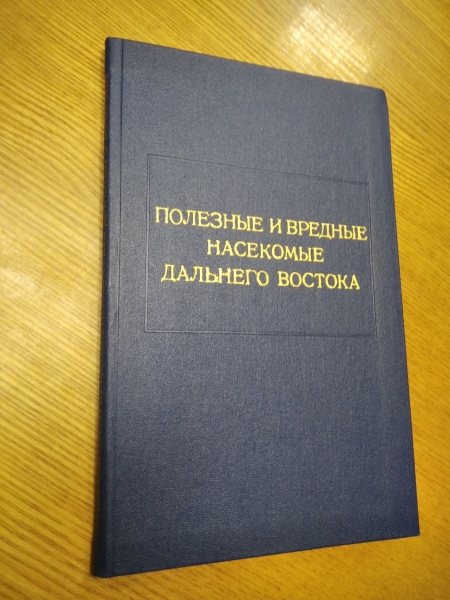 ПОЛЕЗНЫЕ И ВРЕДНЫЕ
НАСЕКОМЫЕ
ДАЛЬНЕГО ВОСТОКА